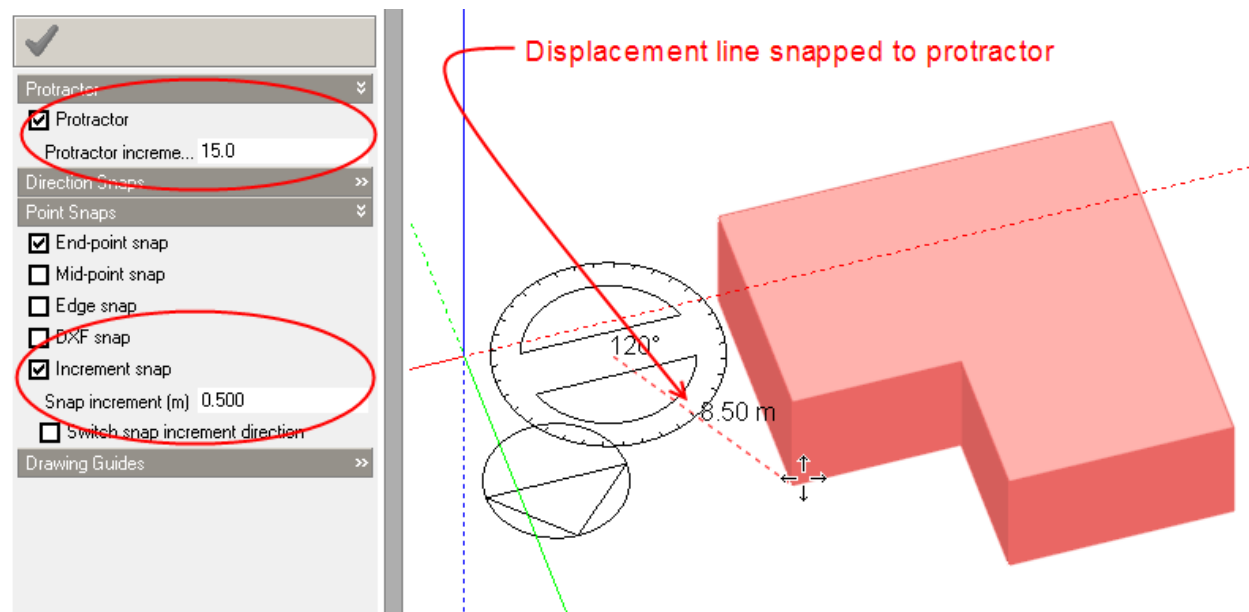 Displacement line snapped to protractor
Protractor
Protractor
Protractor increme... 15.0
Direction Snaps
Point Snaps
End-point snap
Mid-point snap
Edge snap
DXF snap
Increment snap
Snap increment (m) 0.500
Switch snap increment direction
Drawing Guides
120°
8.50 m